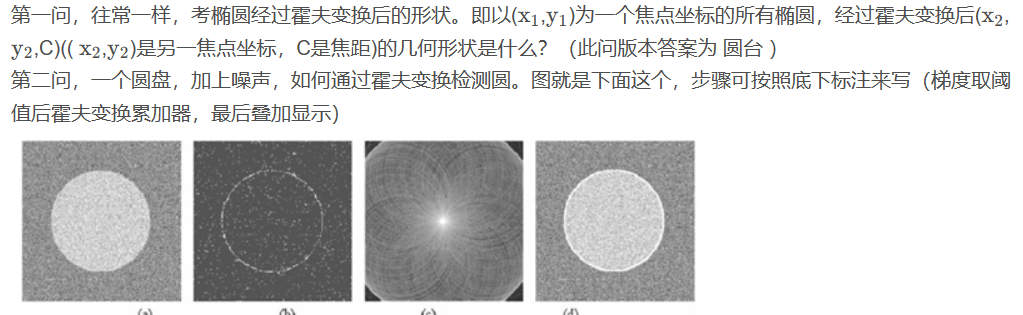 第一问，往常一样，考椭圆经过霍夫变换后的形状。即以(x₁,y₁)为一个焦点坐标的所有椭圆，经过霍夫变换后(x₂,
y₂,C)(( x₂,y₂)是另一焦点坐标，C是焦距)的几何形状是什么？（此问版本答案为 圆台 ）
第二问，一个圆盘，加上噪声，如何通过霍夫变换检测圆。图就是下面这个，步骤可按照底下标注来写（梯度取阈
值后霍夫变换累加器，最后叠加显示）
(a) (b) (c) (d)